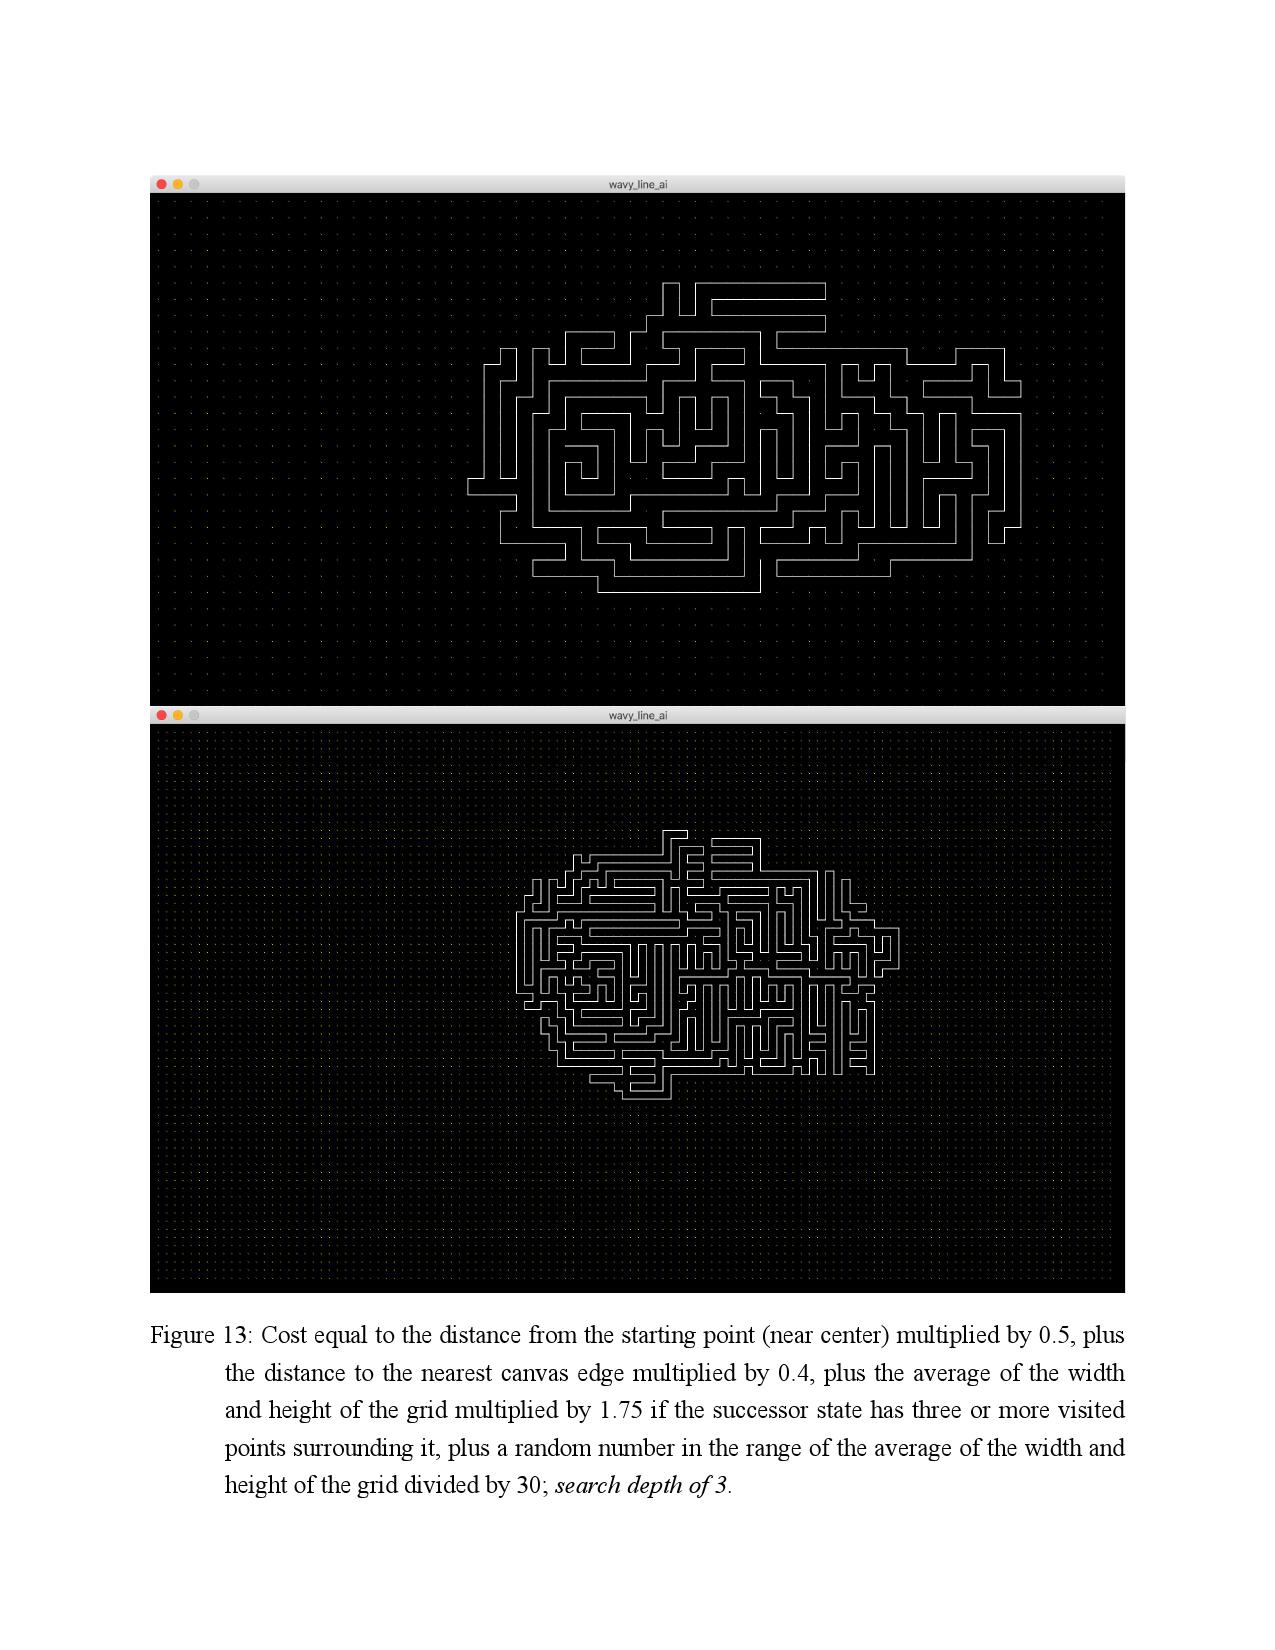 wavy_line_ai
wavy_line_ai
Figure 13: Cost equal to the distance from the starting point (near center) multiplied by 0.5, plus
the distance to the nearest canvas edge multiplied by 0.4, plus the average of the width
and height of the grid multiplied by 1.75 if the successor state has three or more visited
points surrounding it, plus a random number in the range of the average of the width and
height of the grid divided by 30; search depth of 3.